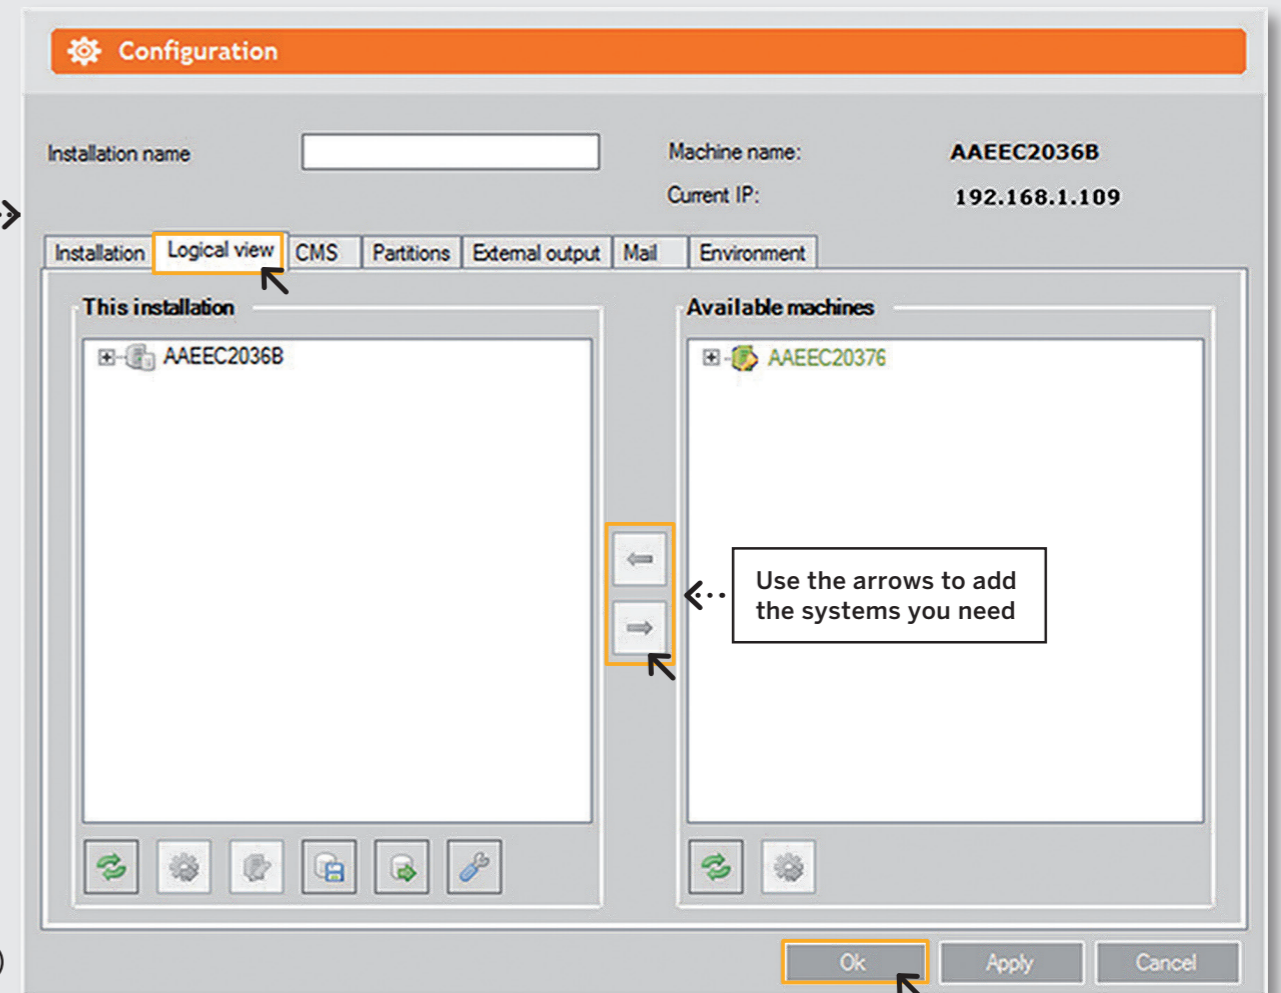 Configuration
Installation name
Machine name: AAEEC2036B
Current IP: 192.168.1.109
Installation Logical view CMS Partitions External output Mail Environment
This installation
AAEEC2036B
Available machines
AAEEC20376
Use the arrows to add
the systems you need
)
Ok Apply Cancel